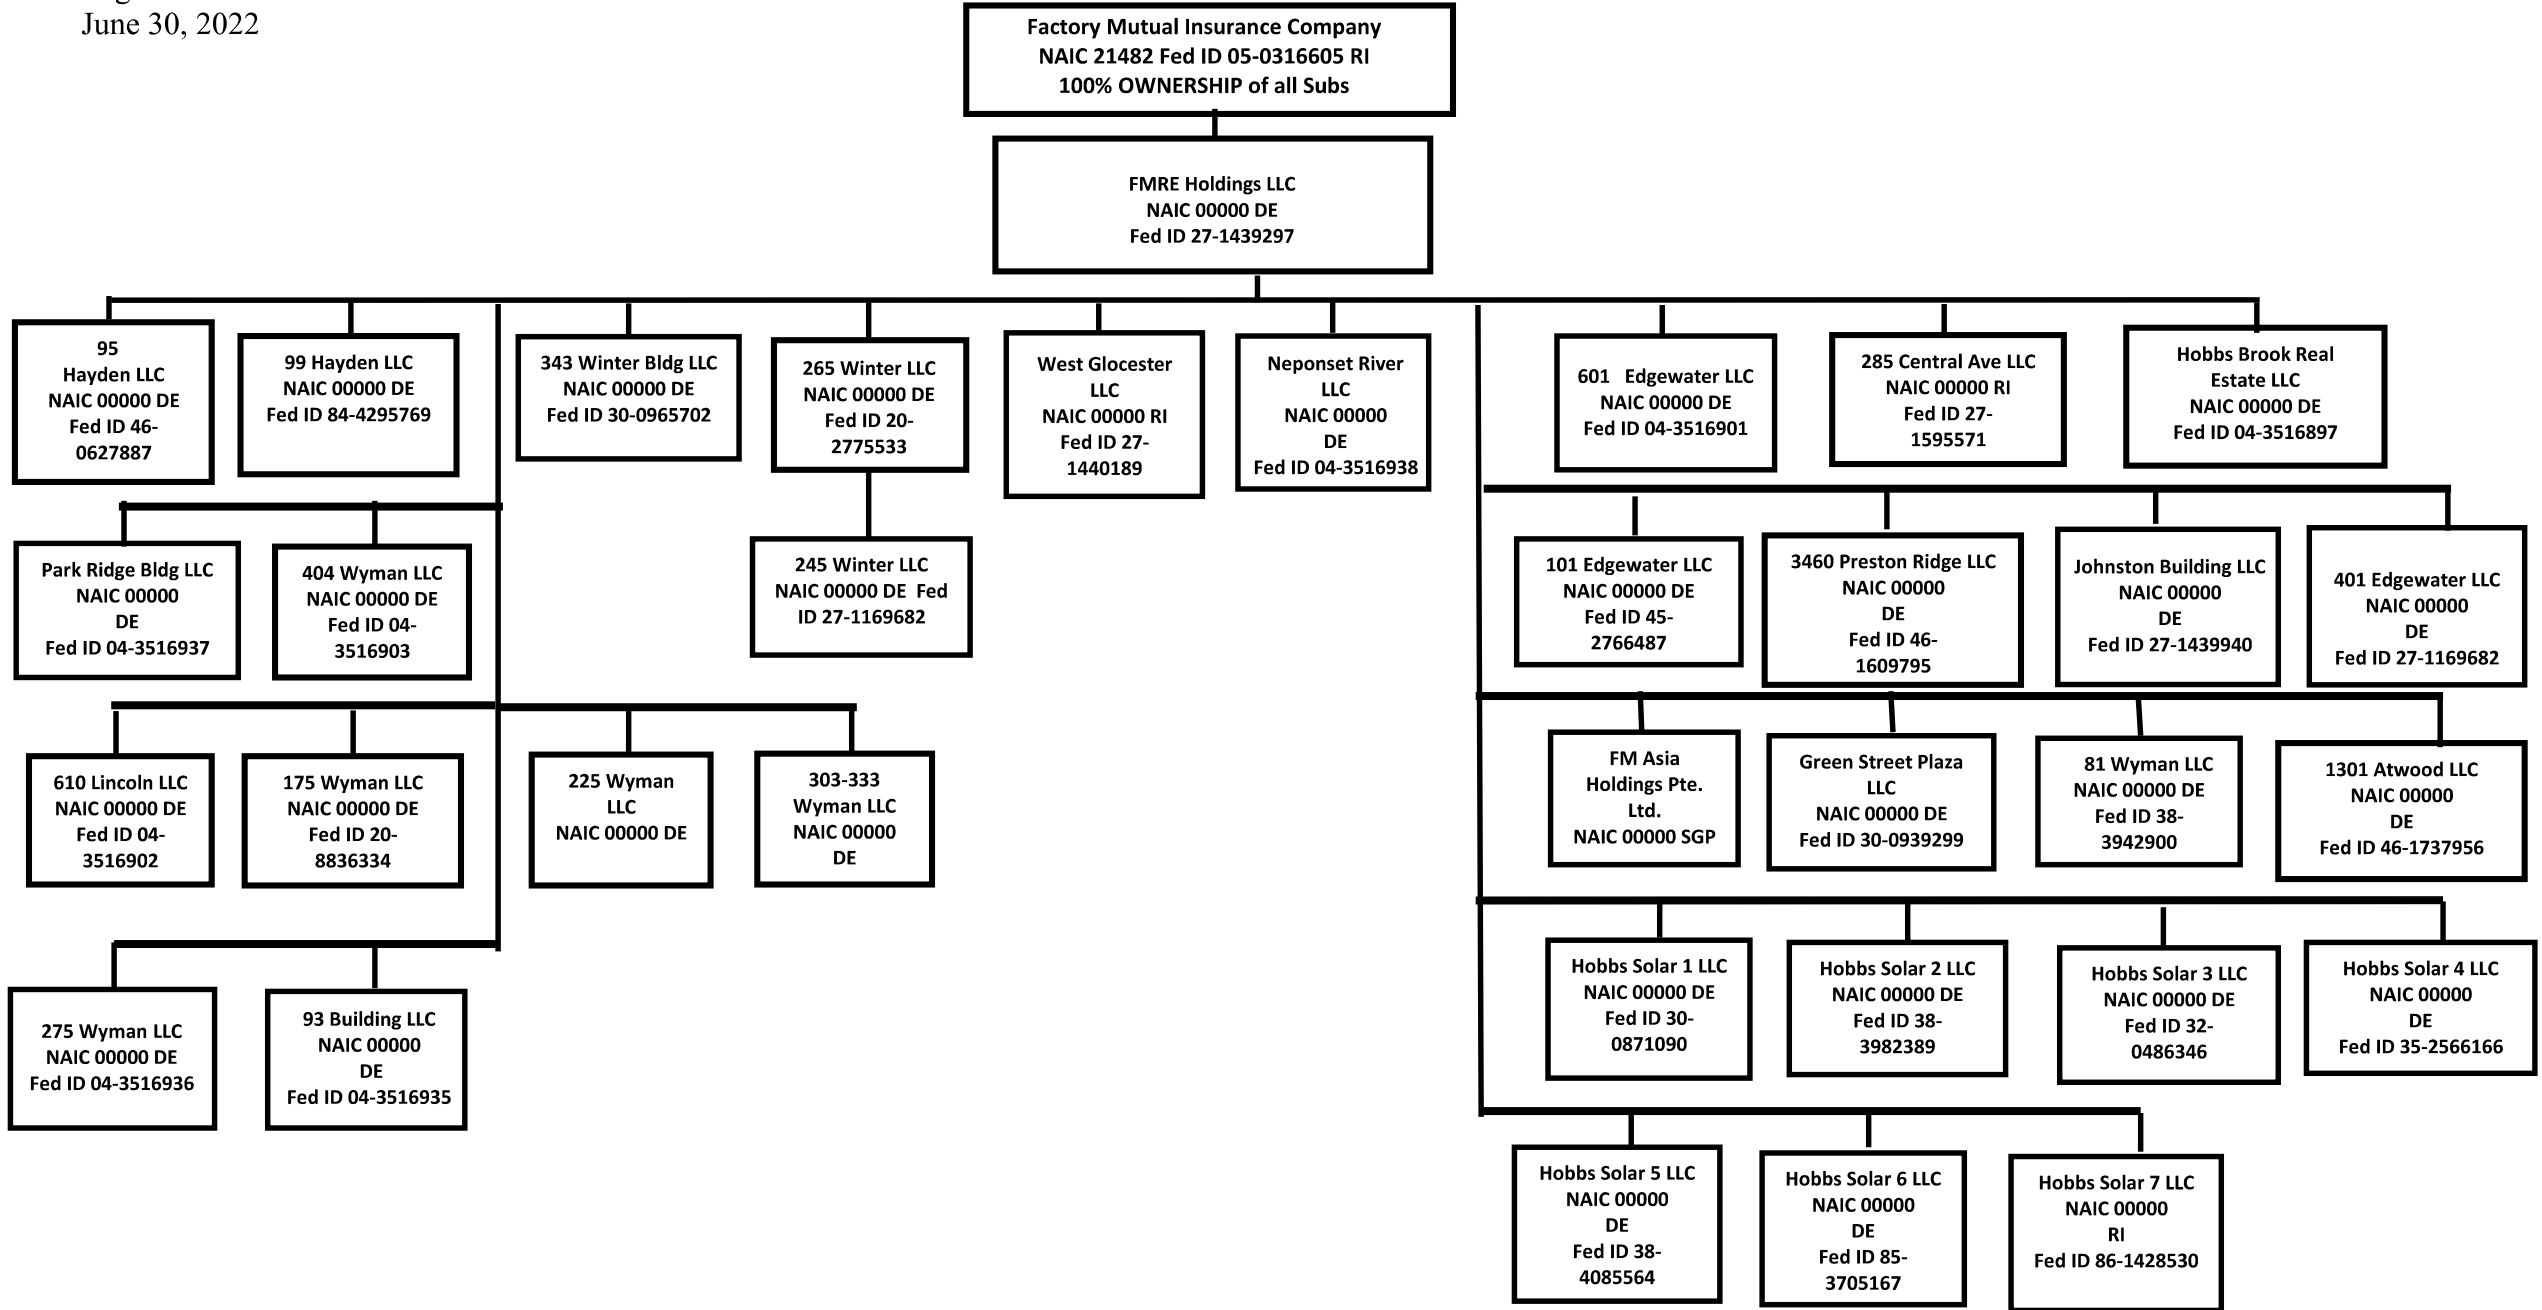 June 30, 2022
Factory Mutual Insurance Company
NAIC 21482 Fed ID 05-0316605 RI
100% OWNERSHIP of all Subs
FMRE Holdings LLC
NAIC 00000 DE
Fed ID 27-1439297
95
Hayden LLC
NAIC 00000 DE
Fed ID 46-
0627887
99 Hayden LLC
NAIC 00000 DE
Fed ID 84-4295769
343 Winter Bldg LLC
NAIC 00000 DE
Fed ID 30-0965702
265 Winter LLC
NAIC 00000 DE
Fed ID 20-
2775533
West Glocester
LLC
NAIC 00000 RI
Fed ID 27-
1440189
Neponset River
LLC
NAIC 00000
DE
Fed ID 04-3516938
601 Edgewater LLC
NAIC 00000 DE
Fed ID 04-3516901
285 Central Ave LLC
NAIC 00000 RI
Fed ID 27-
1595571
Hobbs Brook Real
Estate LLC
NAIC 00000 DE
Fed ID 04-3516897
Park Ridge Bldg LLC
NAIC 00000
DE
Fed ID 04-3516937
404 Wyman LLC
NAIC 00000 DE
Fed ID 04-
3516903
245 Winter LLC
NAIC 00000 DE Fed
ID 27-1169682
101 Edgewater LLC
NAIC 00000 DE
Fed ID 45-
2766487
3460 Preston Ridge LLC
NAIC 00000
DE
Fed ID 46-
1609795
Johnston Building LLC
NAIC 00000
DE
Fed ID 27-1439940
401 Edgewater LLC
NAIC 00000
DE
Fed ID 27-1169682
610 Lincoln LLC
NAIC 00000 DE
Fed ID 04-
3516902
175 Wyman LLC
NAIC 00000 DE
Fed ID 20-
8836334
225 Wyman
LLC
NAIC 00000 DE
303-333
Wyman LLC
NAIC 00000
DE
FM Asia
Holdings Pte.
Ltd.
NAIC 00000 SGP
Green Street Plaza
LLC
NAIC 00000 DE
Fed ID 30-0939299
81 Wyman LLC
NAIC 00000 DE
Fed ID 38-
3942900
1301 Atwood LLC
NAIC 00000
DE
Fed ID 46-1737956
275 Wyman LLC
NAIC 00000 DE
Fed ID 04-3516936
93 Building LLC
NAIC 00000
DE
Fed ID 04-3516935
Hobbs Solar 1 LLC
NAIC 00000 DE
Fed ID 30-
0871090
Hobbs Solar 2 LLC
NAIC 00000 DE
Fed ID 38-
3982389
Hobbs Solar 3 LLC
NAIC 00000 DE
Fed ID 32-
0486346
Hobbs Solar 4 LLC
NAIC 00000
DE
Fed ID 35-2566166
Hobbs Solar 5 LLC
NAIC 00000
DE
Fed ID 38-
4085564
Hobbs Solar 6 LLC
NAIC 00000
DE
Fed ID 85-
3705167
Hobbs Solar 7 LLC
NAIC 00000
RI
Fed ID 86-1428530